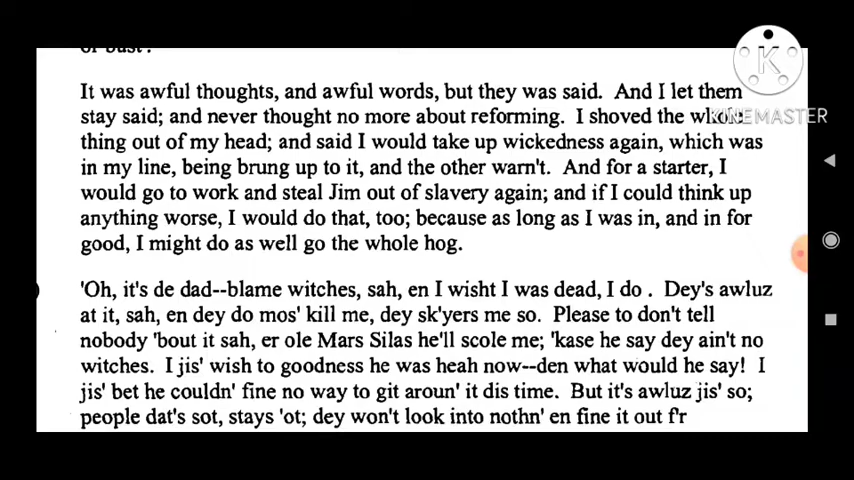 It was awful thoughts, and awful words, but they was said. And I let them
stay said; and never thought no more about reforming. I shoved the whole
thing out of my head; and said I would take up wickedness again, which was
in my line, being brung up to it, and the other warn't. And for a starter, I
would go to work and steal Jim out of slavery again; and if I could think up
anything worse, I would do that, too; because as long as I was in, and in for
good, I might do as well go the whole hog.
'Oh, it's de dad--blame witches, sah, en I wisht I was dead, I do . Dey's awluz
at it, sah, en dey do mos' kill me, dey sk'yers me so. Please to don't tell
nobody 'bout it sah, er ole Mars Silas he'll scole me; 'kase he say dey ain't no
witches. I jis' wish to goodness he was heah now--den what would he say! I
jis' bet he couldn' fine no way to git aroun' it dis time. But it's awluz jis' so;
people dat's sot, stays 'ot; dey won't look into nothn' en fine it out f'r
K
KINEMASTER